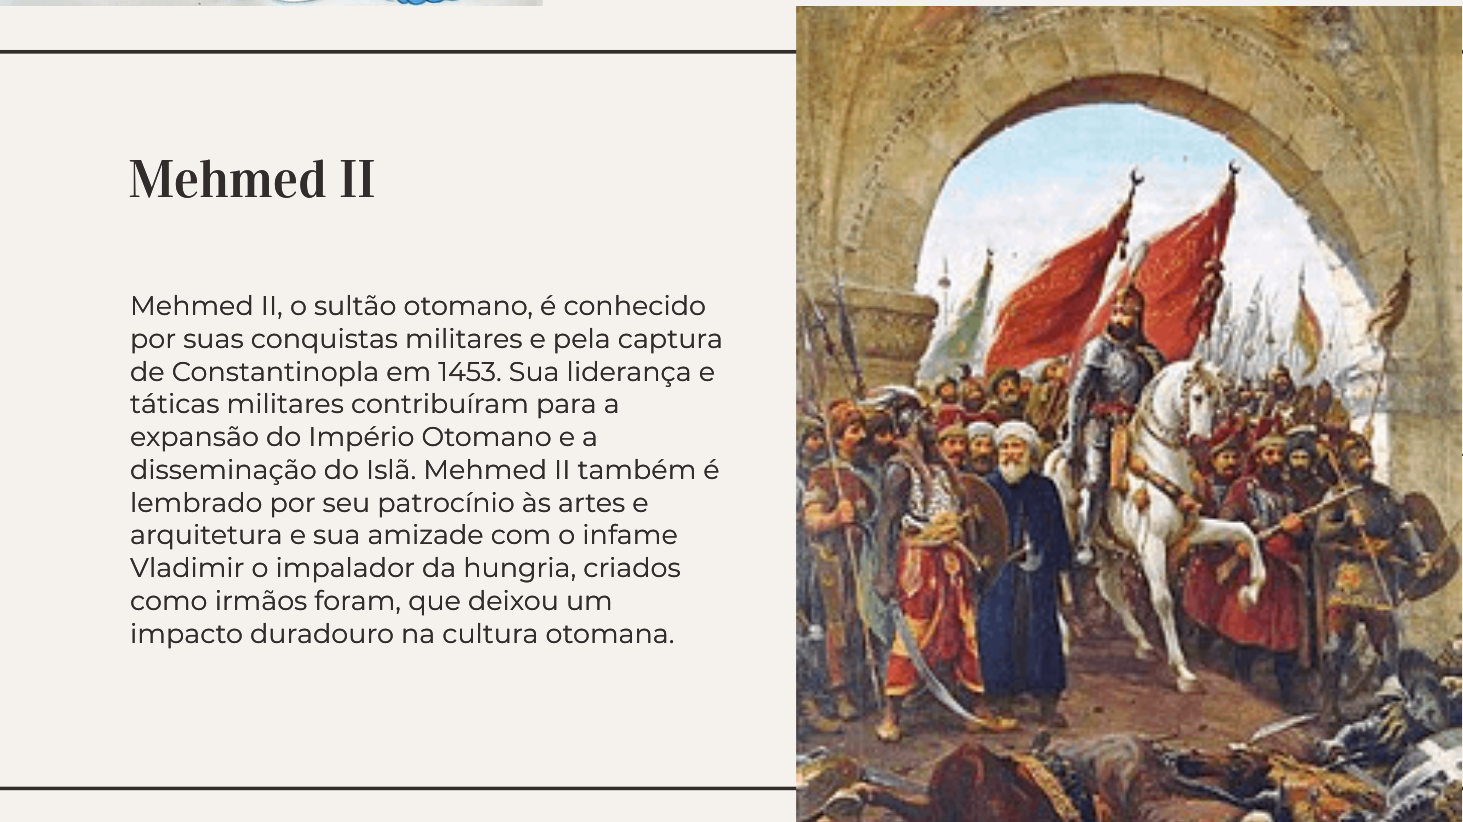 Mehmed II
Mehmed II, o sultão otomano, é conhecido
por suas conquistas militares e pela captura
de Constantinopla em 1453. Sua liderança e
táticas militares contribuíram para a
expansão do Império Otomano e a
disseminação do Islã. Mehmed II também é
lembrado por seu patrocínio às artes e
arquitetura e sua amizade com o infame
Vladimir o impalador da hungria, criados
como irmãos foram, que deixou um
impacto duradouro na cultura otomana.